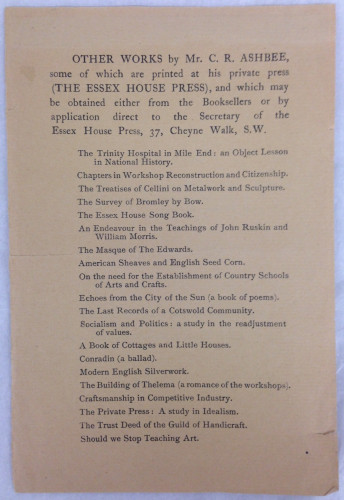 OTHER WORKS by Mr. C. R. ASHBEE,
some of which are printed at his private press
(THE ESSEX HOUSE PRESS), and which may
be obtained either from the Booksellers or by
application direct to the Secretary of the
Essex House Press, 37, Cheyne Walk, S.W.
The Trinity Hospital in Mile End: an Object Lesson
in National History.
Chapters in Workshop Reconstruction and Citizenship.
The Treatises of Cellini on Metalwork and Sculpture.
The Survey of Bromley by Bow.
The Essex House Song Book.
An Endeavour in the Teachings of John Ruskin and
William Morris.
The Masque of The Edwards.
American Sheaves and English Seed Corn.
On the need for the Establishment of Country Schools
of Arts and Crafts.
Echoes from the City of the Sun (a book of poems).
The Last Records of a Cotswold Community.
Socialism and Politics: a study in the readjustment
of values.
A Book of Cottages and Little Houses.
Conradin (a ballad).
Modern English Silverwork.
The Building of Thelema (a romance of the workshops).
Craftsmanship in Competitive Industry.
The Private Press: A study in Idealism.
The Trust Deed of the Guild of Handicraft.
Should we Stop Teaching Art.